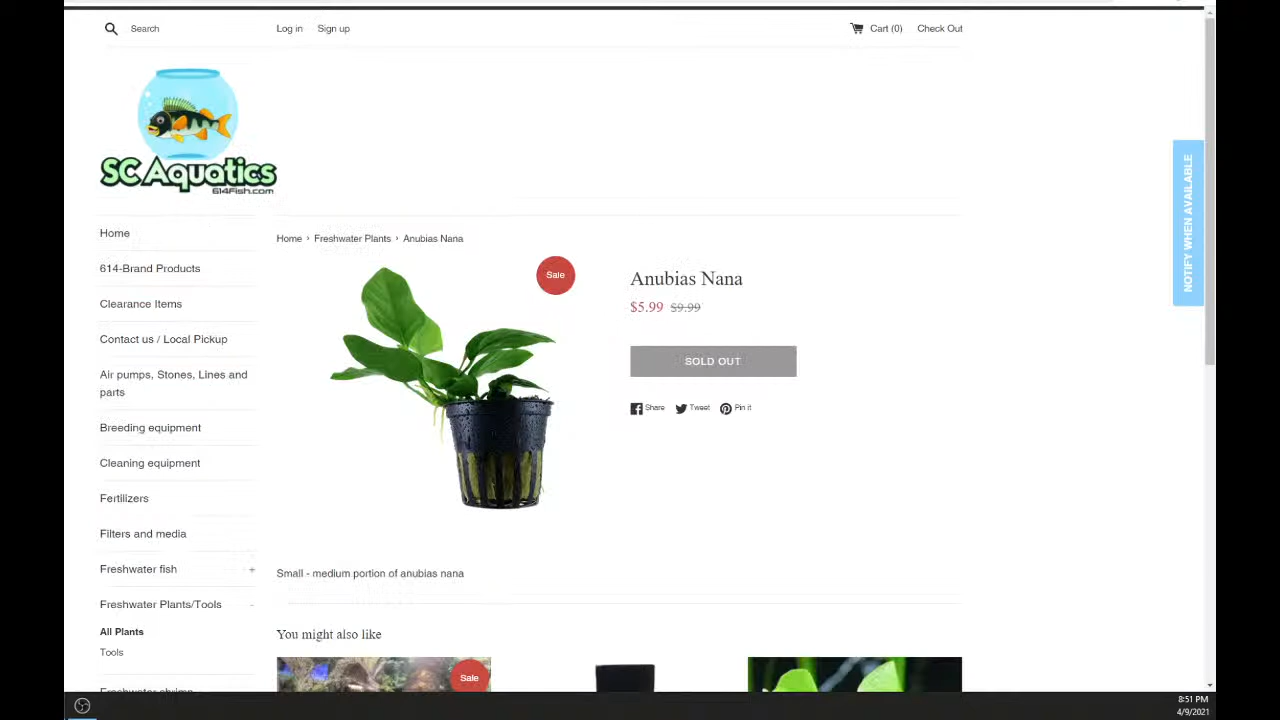 Search
Log in
Sign up
Cart (0)
Check Out
SC Aquatics
614Fish.com
NOTIFY WHEN AVAILABLE
Home
614-Brand Products
Clearance Items
Contact us / Local Pickup
Air pumps, Stones, Lines and
parts
Breeding equipment
Cleaning equipment
Fertilizers
Filters and media
Freshwater fish +
Freshwater Plants/Tools -
All Plants
Tools
Freshwater shrimp
Home › Freshwater Plants › Anubias Nana
Sale
Anubias Nana
$5.99 $9.99
SOLD OUT
Share Tweet Pin it
Small - medium portion of anubias nana
You might also like
Sale
8:51 PM
4/9/2021